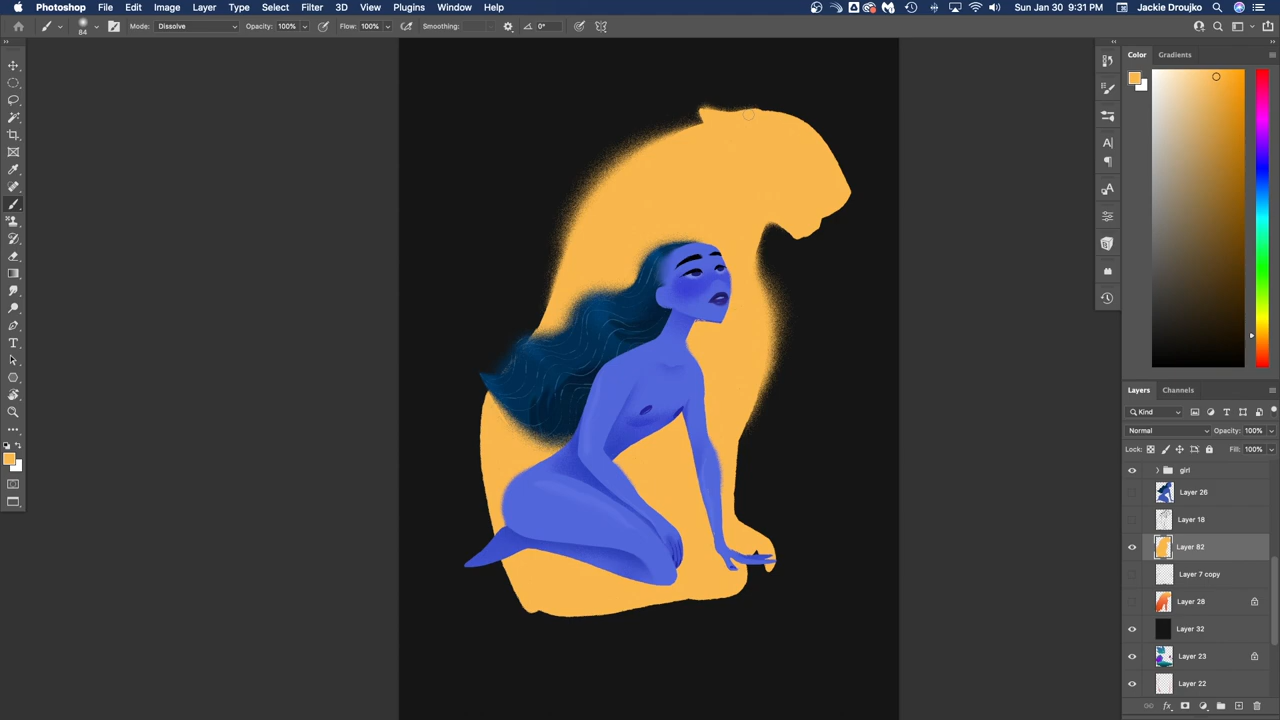 Photoshop File Edit Image Layer Type Select Filter 3D View Plugins Window Help Sun Jan 30 9:31 PM Jackie Droujko
84 Mode: Dissolve Opacity: 100% Flow: 100% Smoothing: 0°
Color Gradients
Layers Channels
Kind
Normal Opacity: 100%
Lock: Fill: 100%
girl
Layer 26
Layer 18
Layer 82
Layer 7 copy
Layer 28
Layer 32
Layer 23
Layer 22